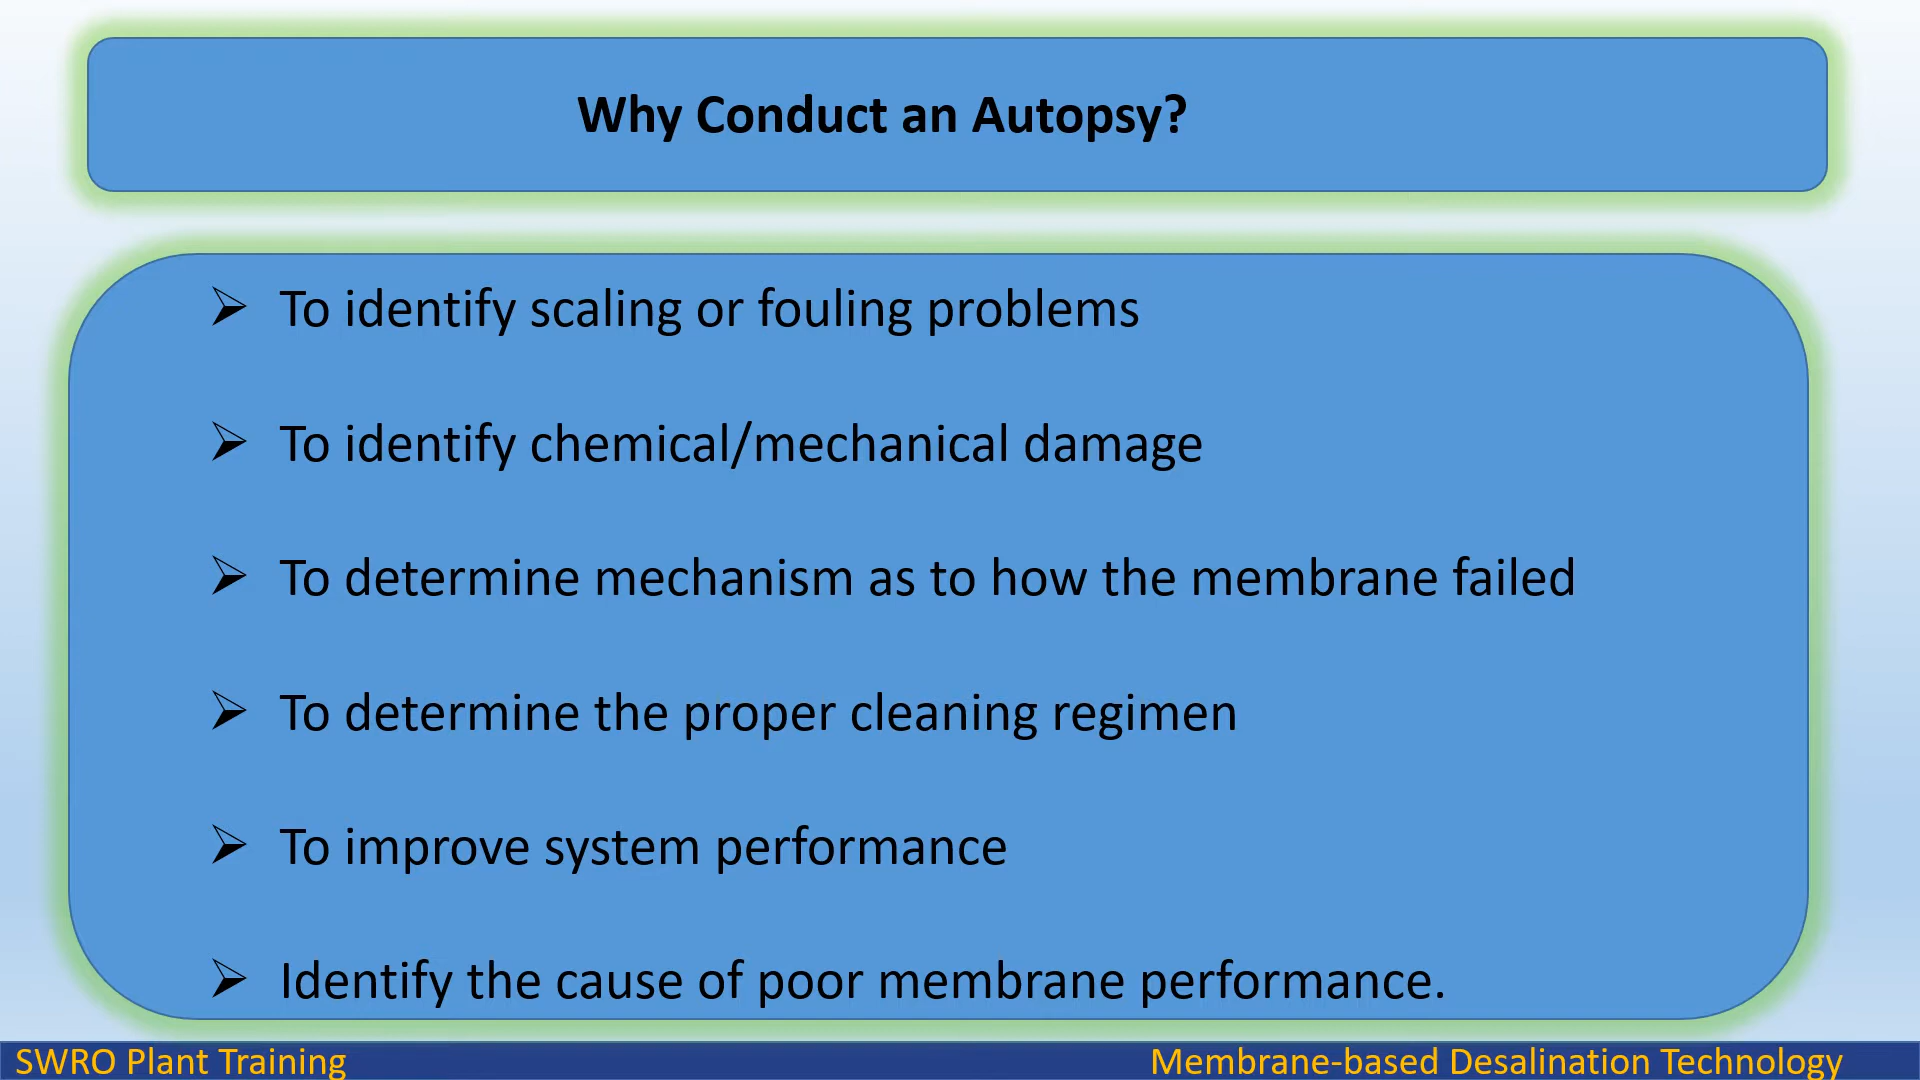 Why Conduct an Autopsy?
➢ To identify scaling or fouling problems
➢ To identify chemical/mechanical damage
➢ To determine mechanism as to how the membrane failed
➢ To determine the proper cleaning regimen
➢ To improve system performance
➢ Identify the cause of poor membrane performance.
SWRO Plant Training
Membrane-based Desalination Technology